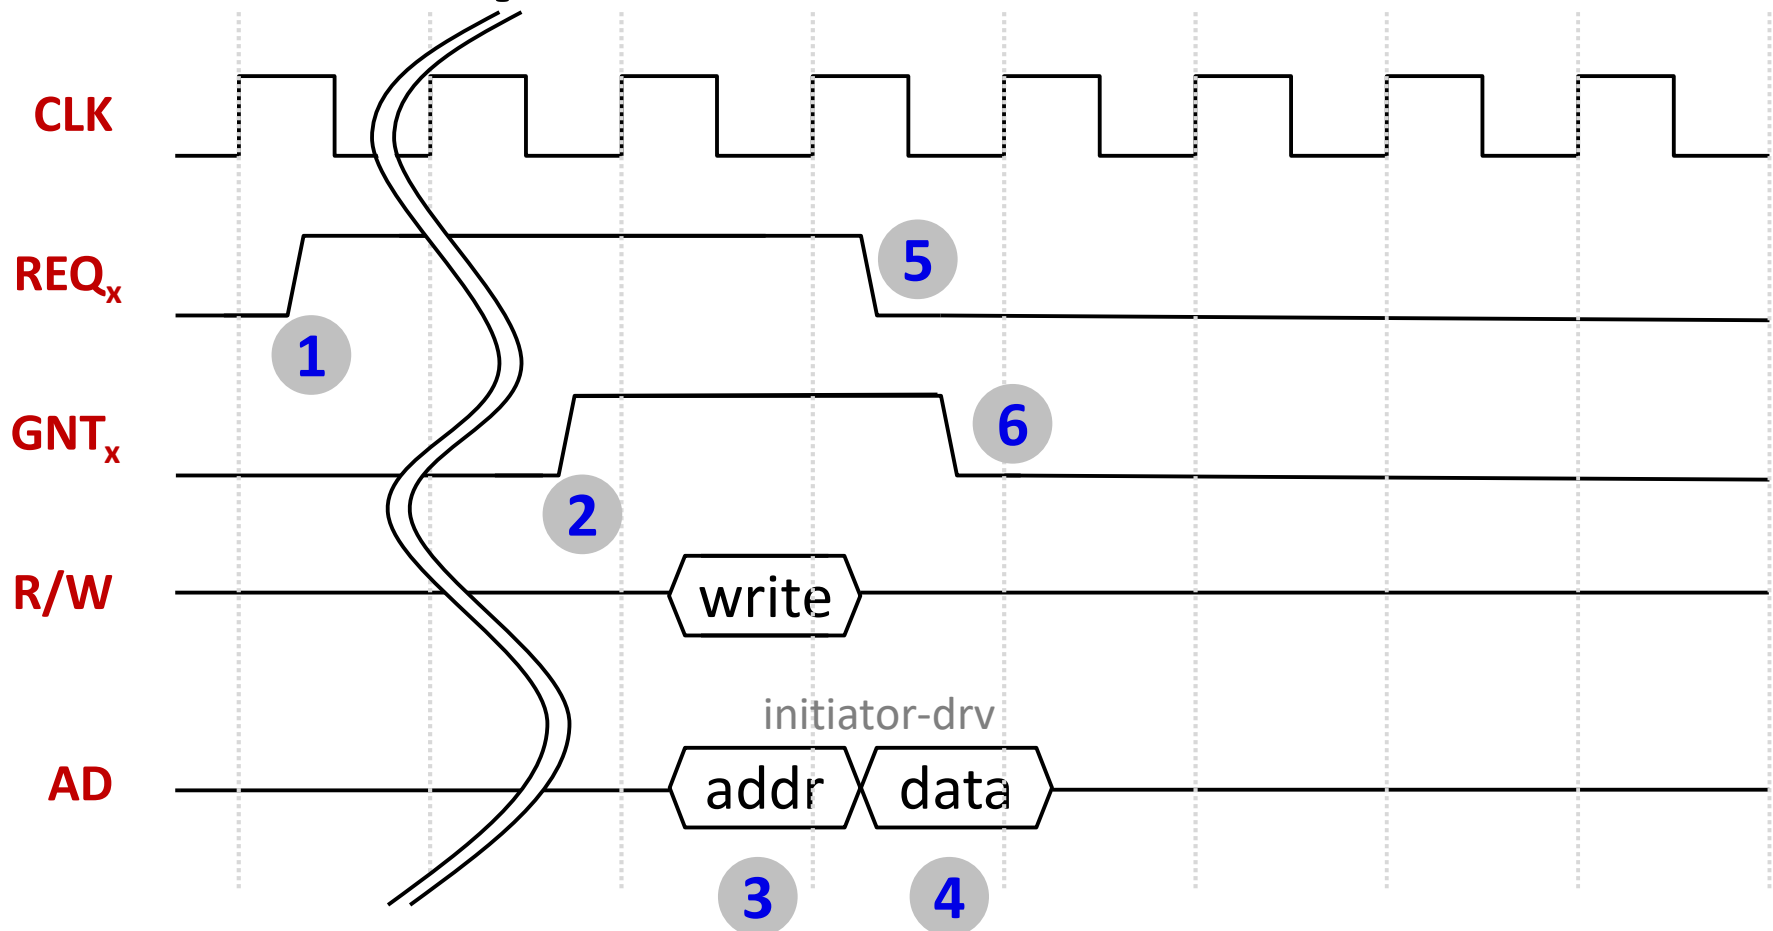 CLK
REQx
5
1
GNTx
6
2
R/W
write
initiator-drv
AD
addr
data
3
4